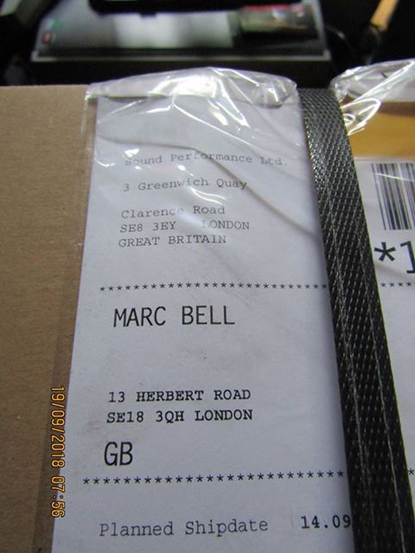 Sound Performance Ltd.
3 Greenwich Quay
Clarence Road
SE8 3EY LONDON
GREAT BRITAIN
********************************
MARC BELL
13 HERBERT ROAD
SE18 3QH LONDON
GB
********************************
Planned Shipdate 14.09
*1
19/09/2018 07:56